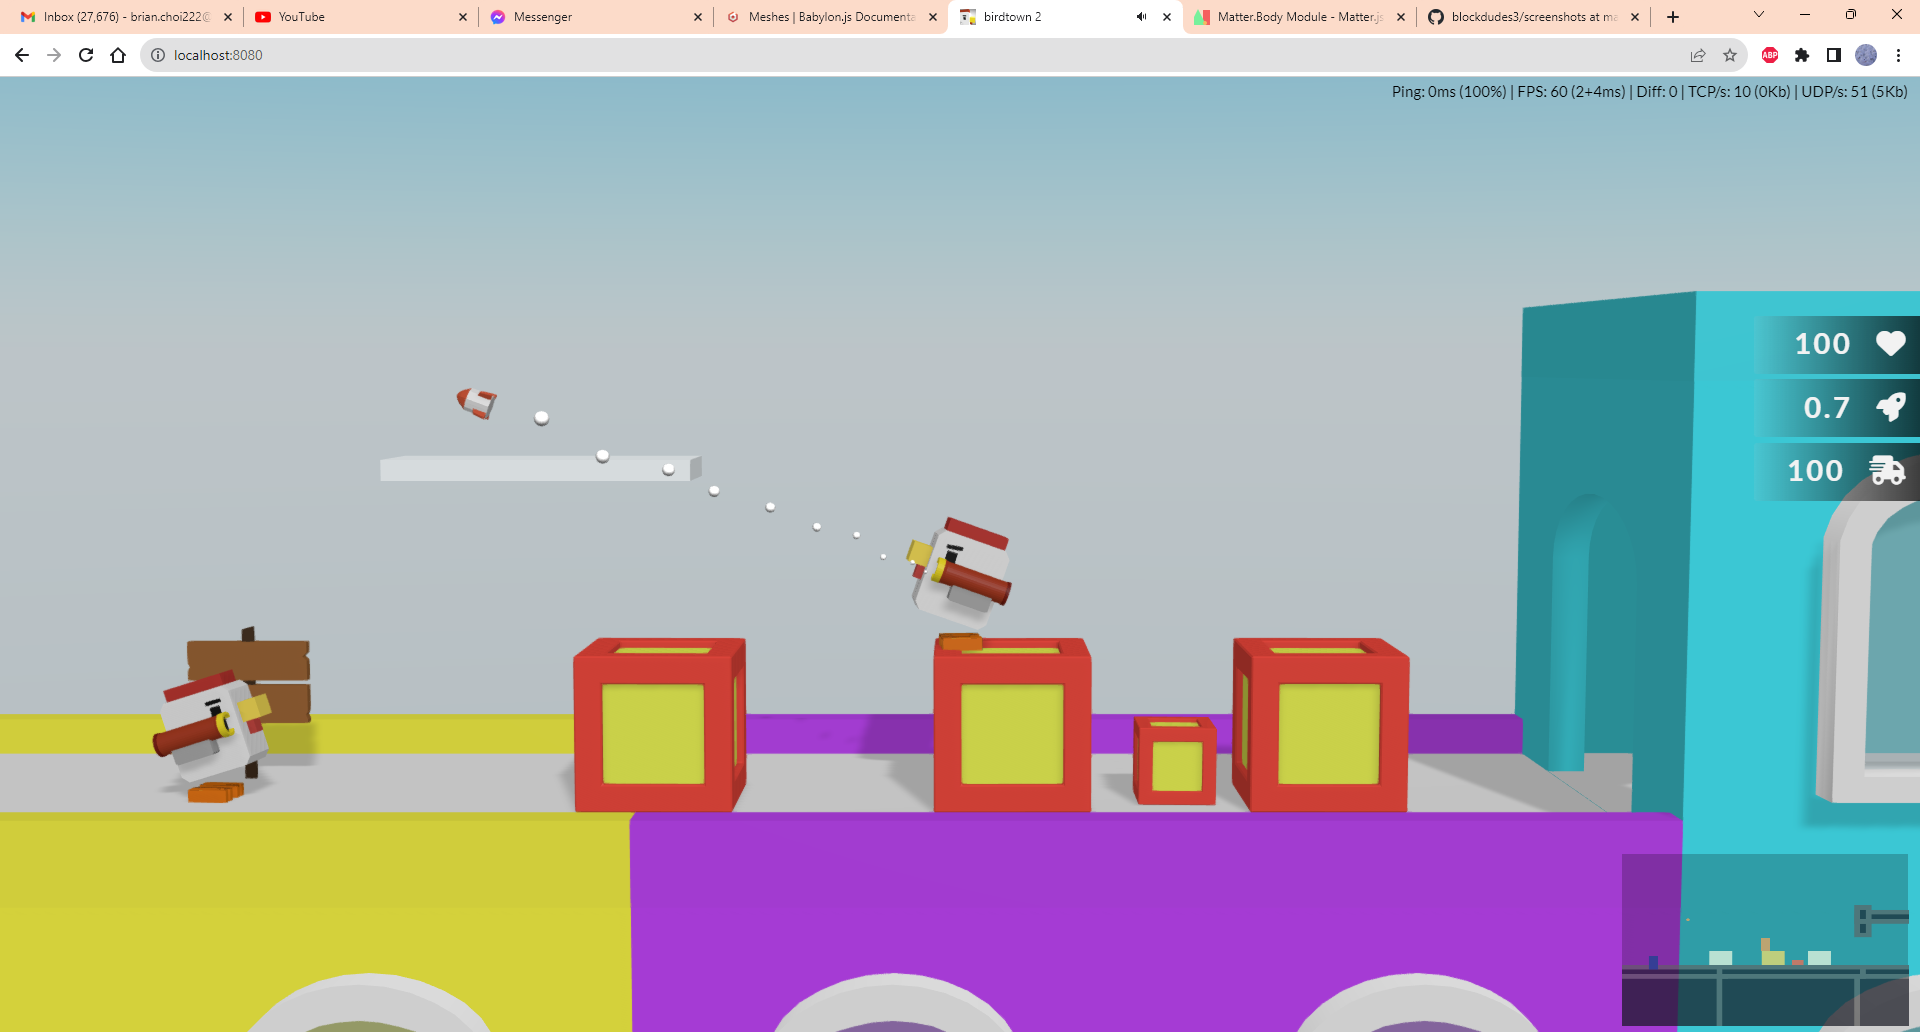 Inbox (27,676) - brian.choi222@
YouTube
Messenger
Meshes | Babylon.js Documenta
birdtown 2
Matter.Body Module - Matter.js
blockdudes3/screenshots at ma
localhost:8080
ABP
Ping: 0ms (100%) | FPS: 60 (2+4ms) | Diff: 0 | TCP/s: 10 (0Kb) | UDP/s: 51 (5Kb)
100
0.7
100